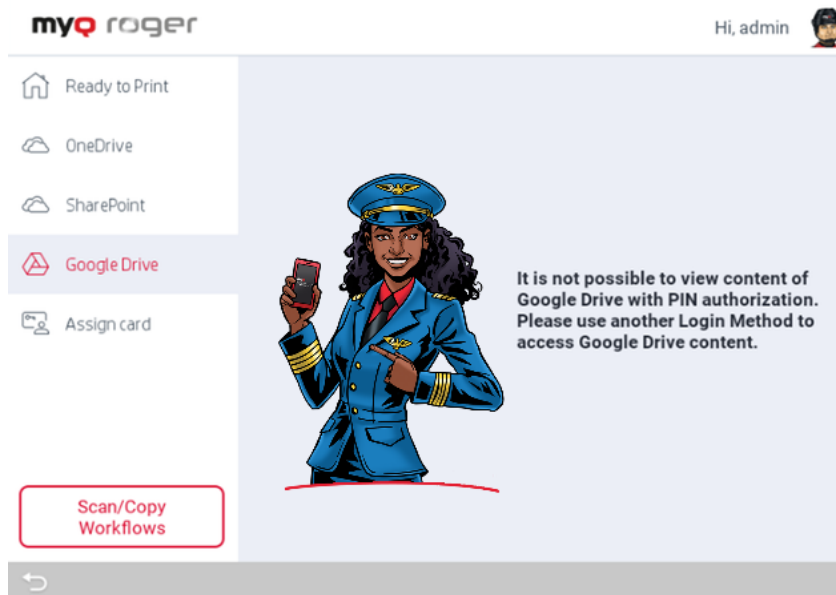 myQ roger
Hi, admin
Ready to Print
OneDrive
SharePoint
Google Drive
Assign card
It is not possible to view content of
Google Drive with PIN authorization.
Please use another Login Method to
access Google Drive content.
Scan/Copy
Workflows